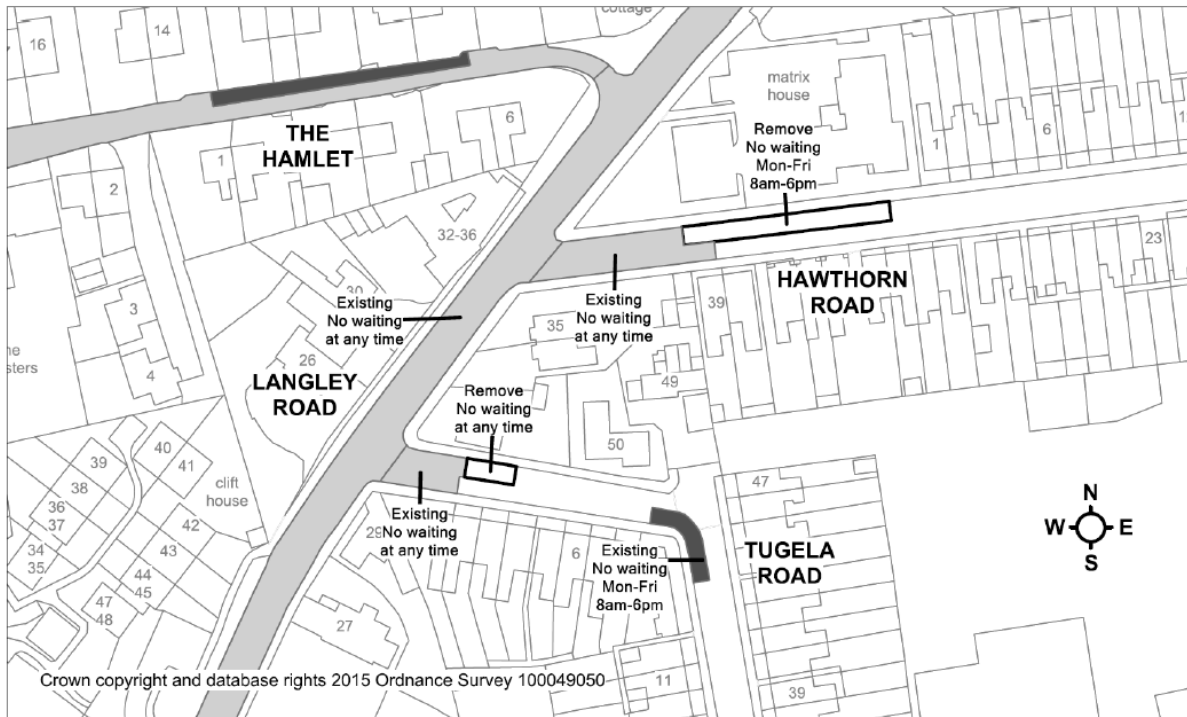 cottage
16
14
matrix
house
THE
HAMLET
6
1
Remove
No waiting
Mon-Fri
8am-6pm
1
6
1
2
32-36
23
HAWTHORN
ROAD
30
Existing
No waiting
at any time
Existing
No waiting
at any time
39
35
3
sters
4
26
LANGLEY
ROAD
Remove
No waiting
at any time
49
50
40
41
39
38
36
37
clift
house
42
43
34
35
44
45
47
48
29
Existing
No waiting
at any time
6
Existing
No waiting
Mon-Fri
8am-6pm
47
TUGELA
ROAD
N
W E
S
27
11
39
Crown copyright and database rights 2015 Ordnance Survey 100049050